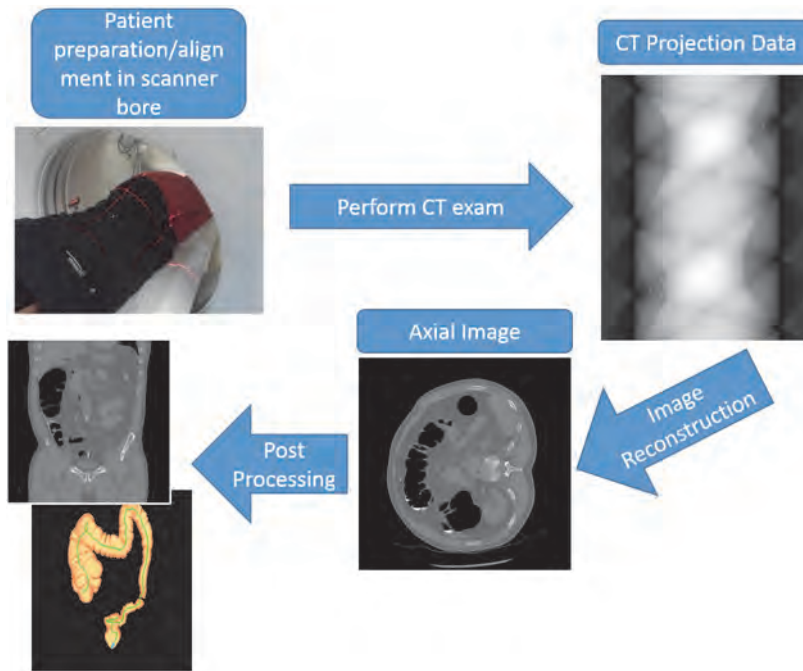 Patient
preparation/align
ment in scanner
bore
CT Projection Data
Perform CT exam
Axial Image
Image
Reconstruction
Post
Processing